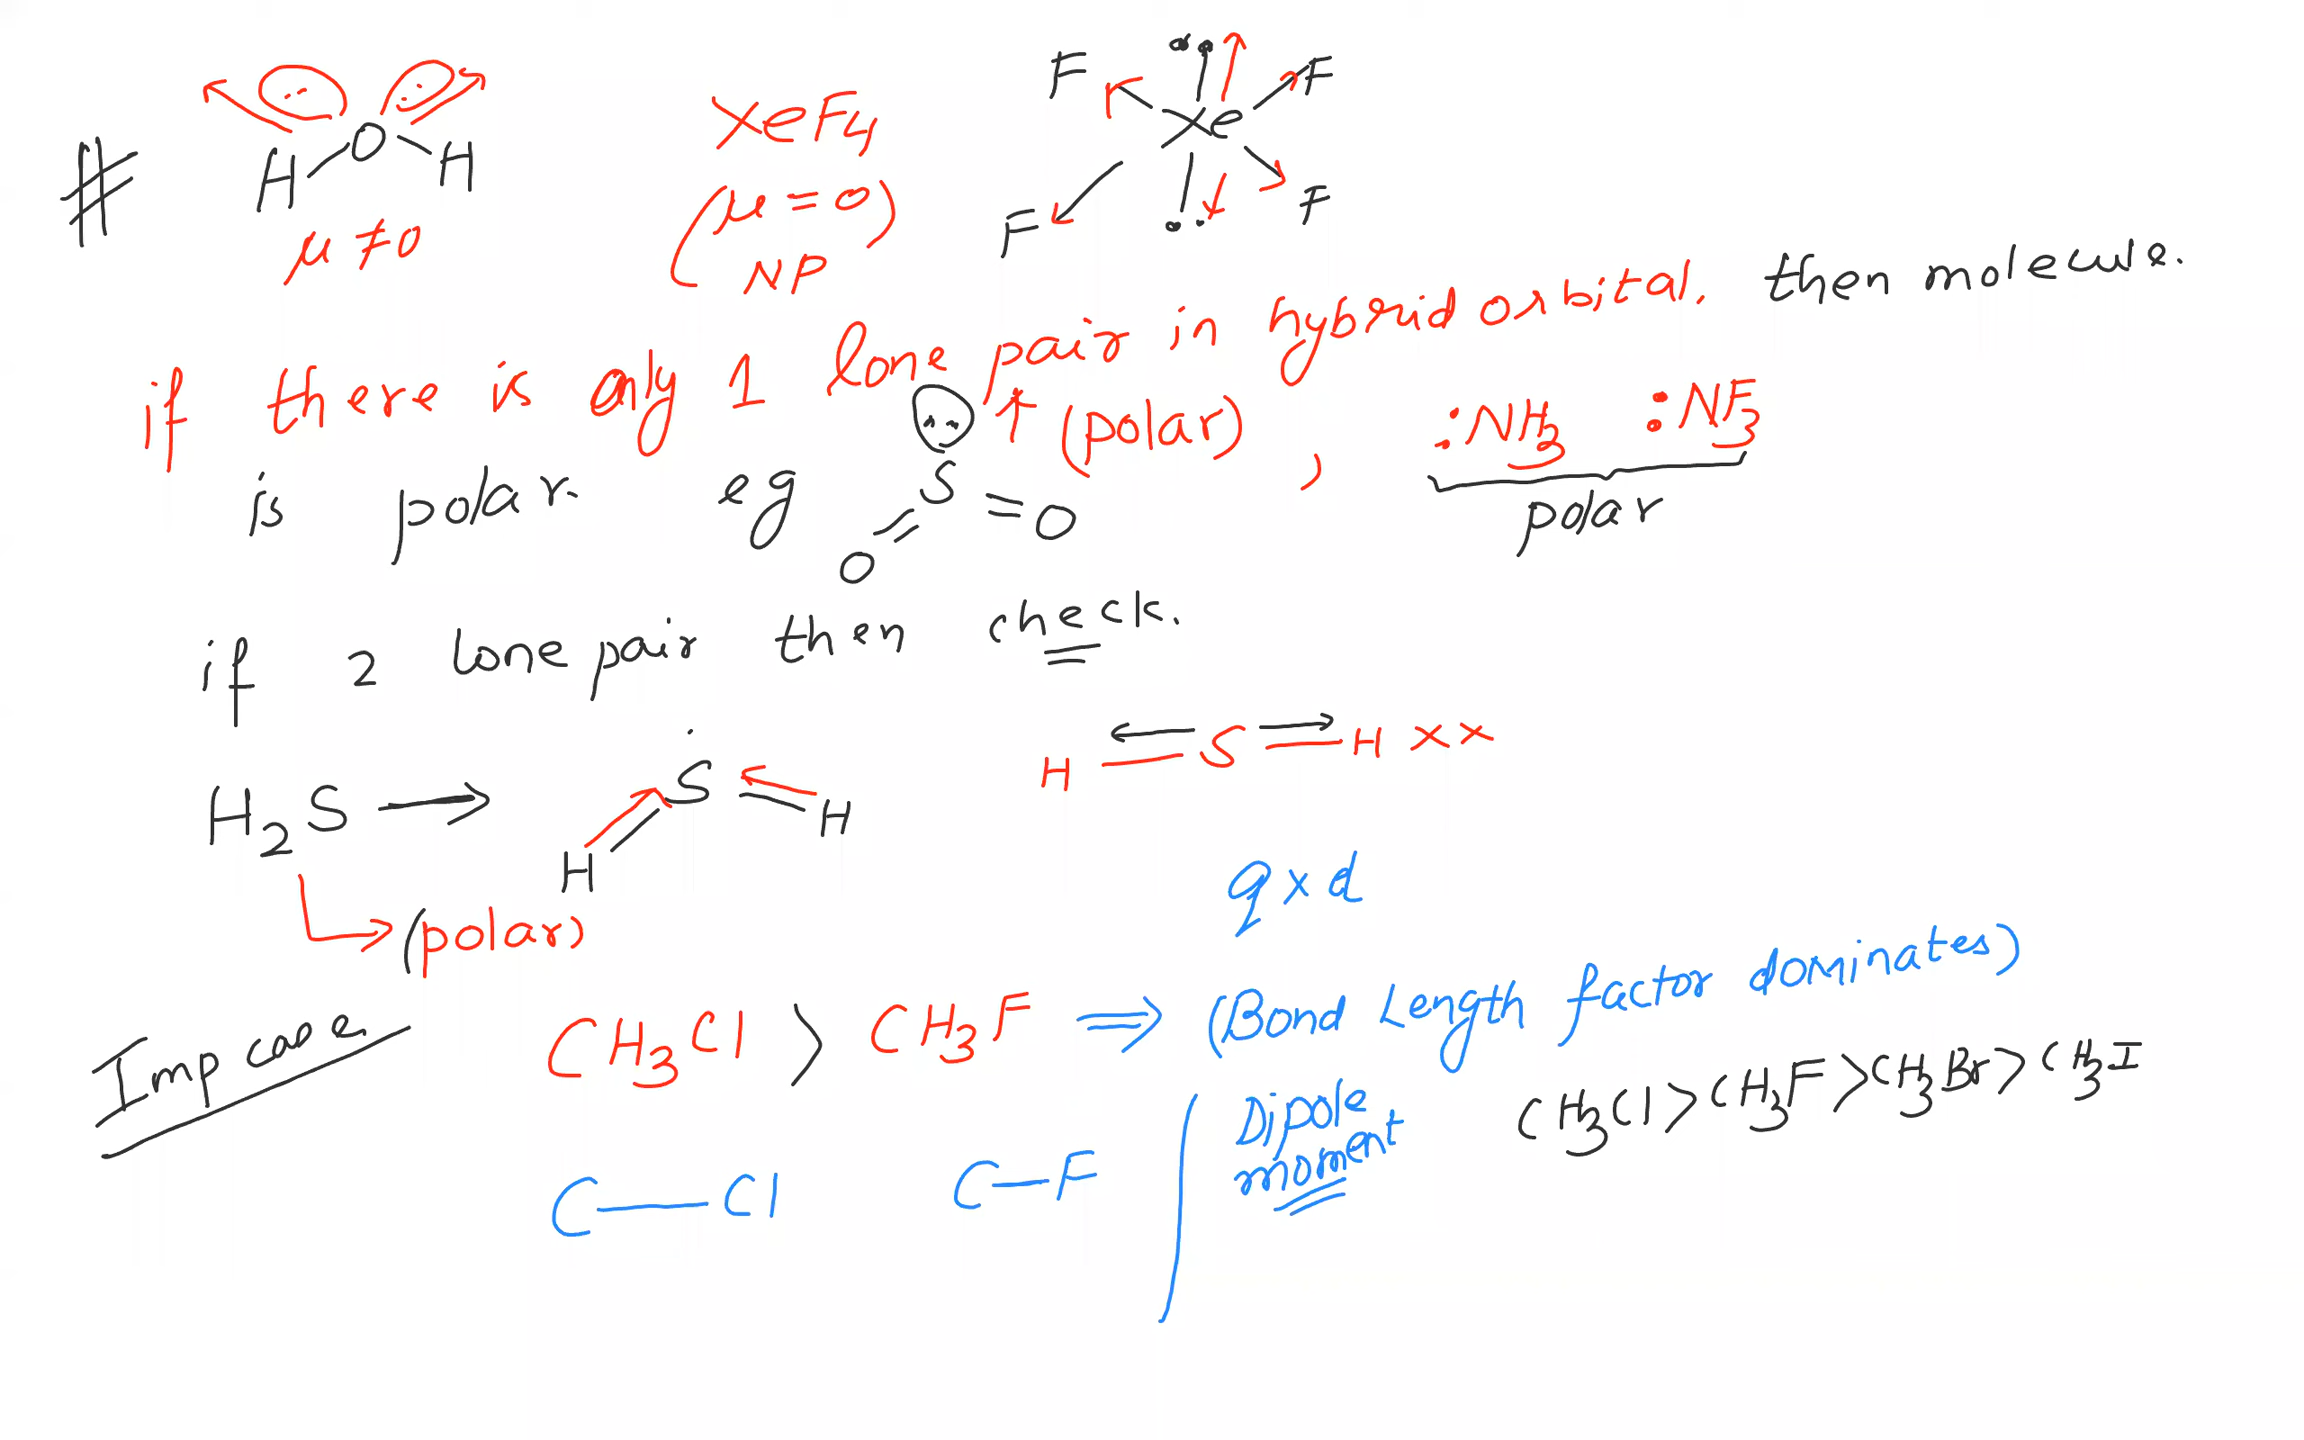 #
H O H
μ ≠ 0
XeF4
(μ = 0)
NP
F F
Xe
F F
if there is only 1 lone pair in hybrid orbital, then molecule.
is polar. eg S (polar), :NH3 :NF3
O = O
polar
if 2 lone pair then check.
H2S → H S H
H S H ××
(polar)
q × d
Imp case
CH3Cl > CH3F ⇒ (Bond Length factor dominates)
C—Cl C—F
Dipole
moment
CH3Cl > CH3F > CH3Br > CH3I